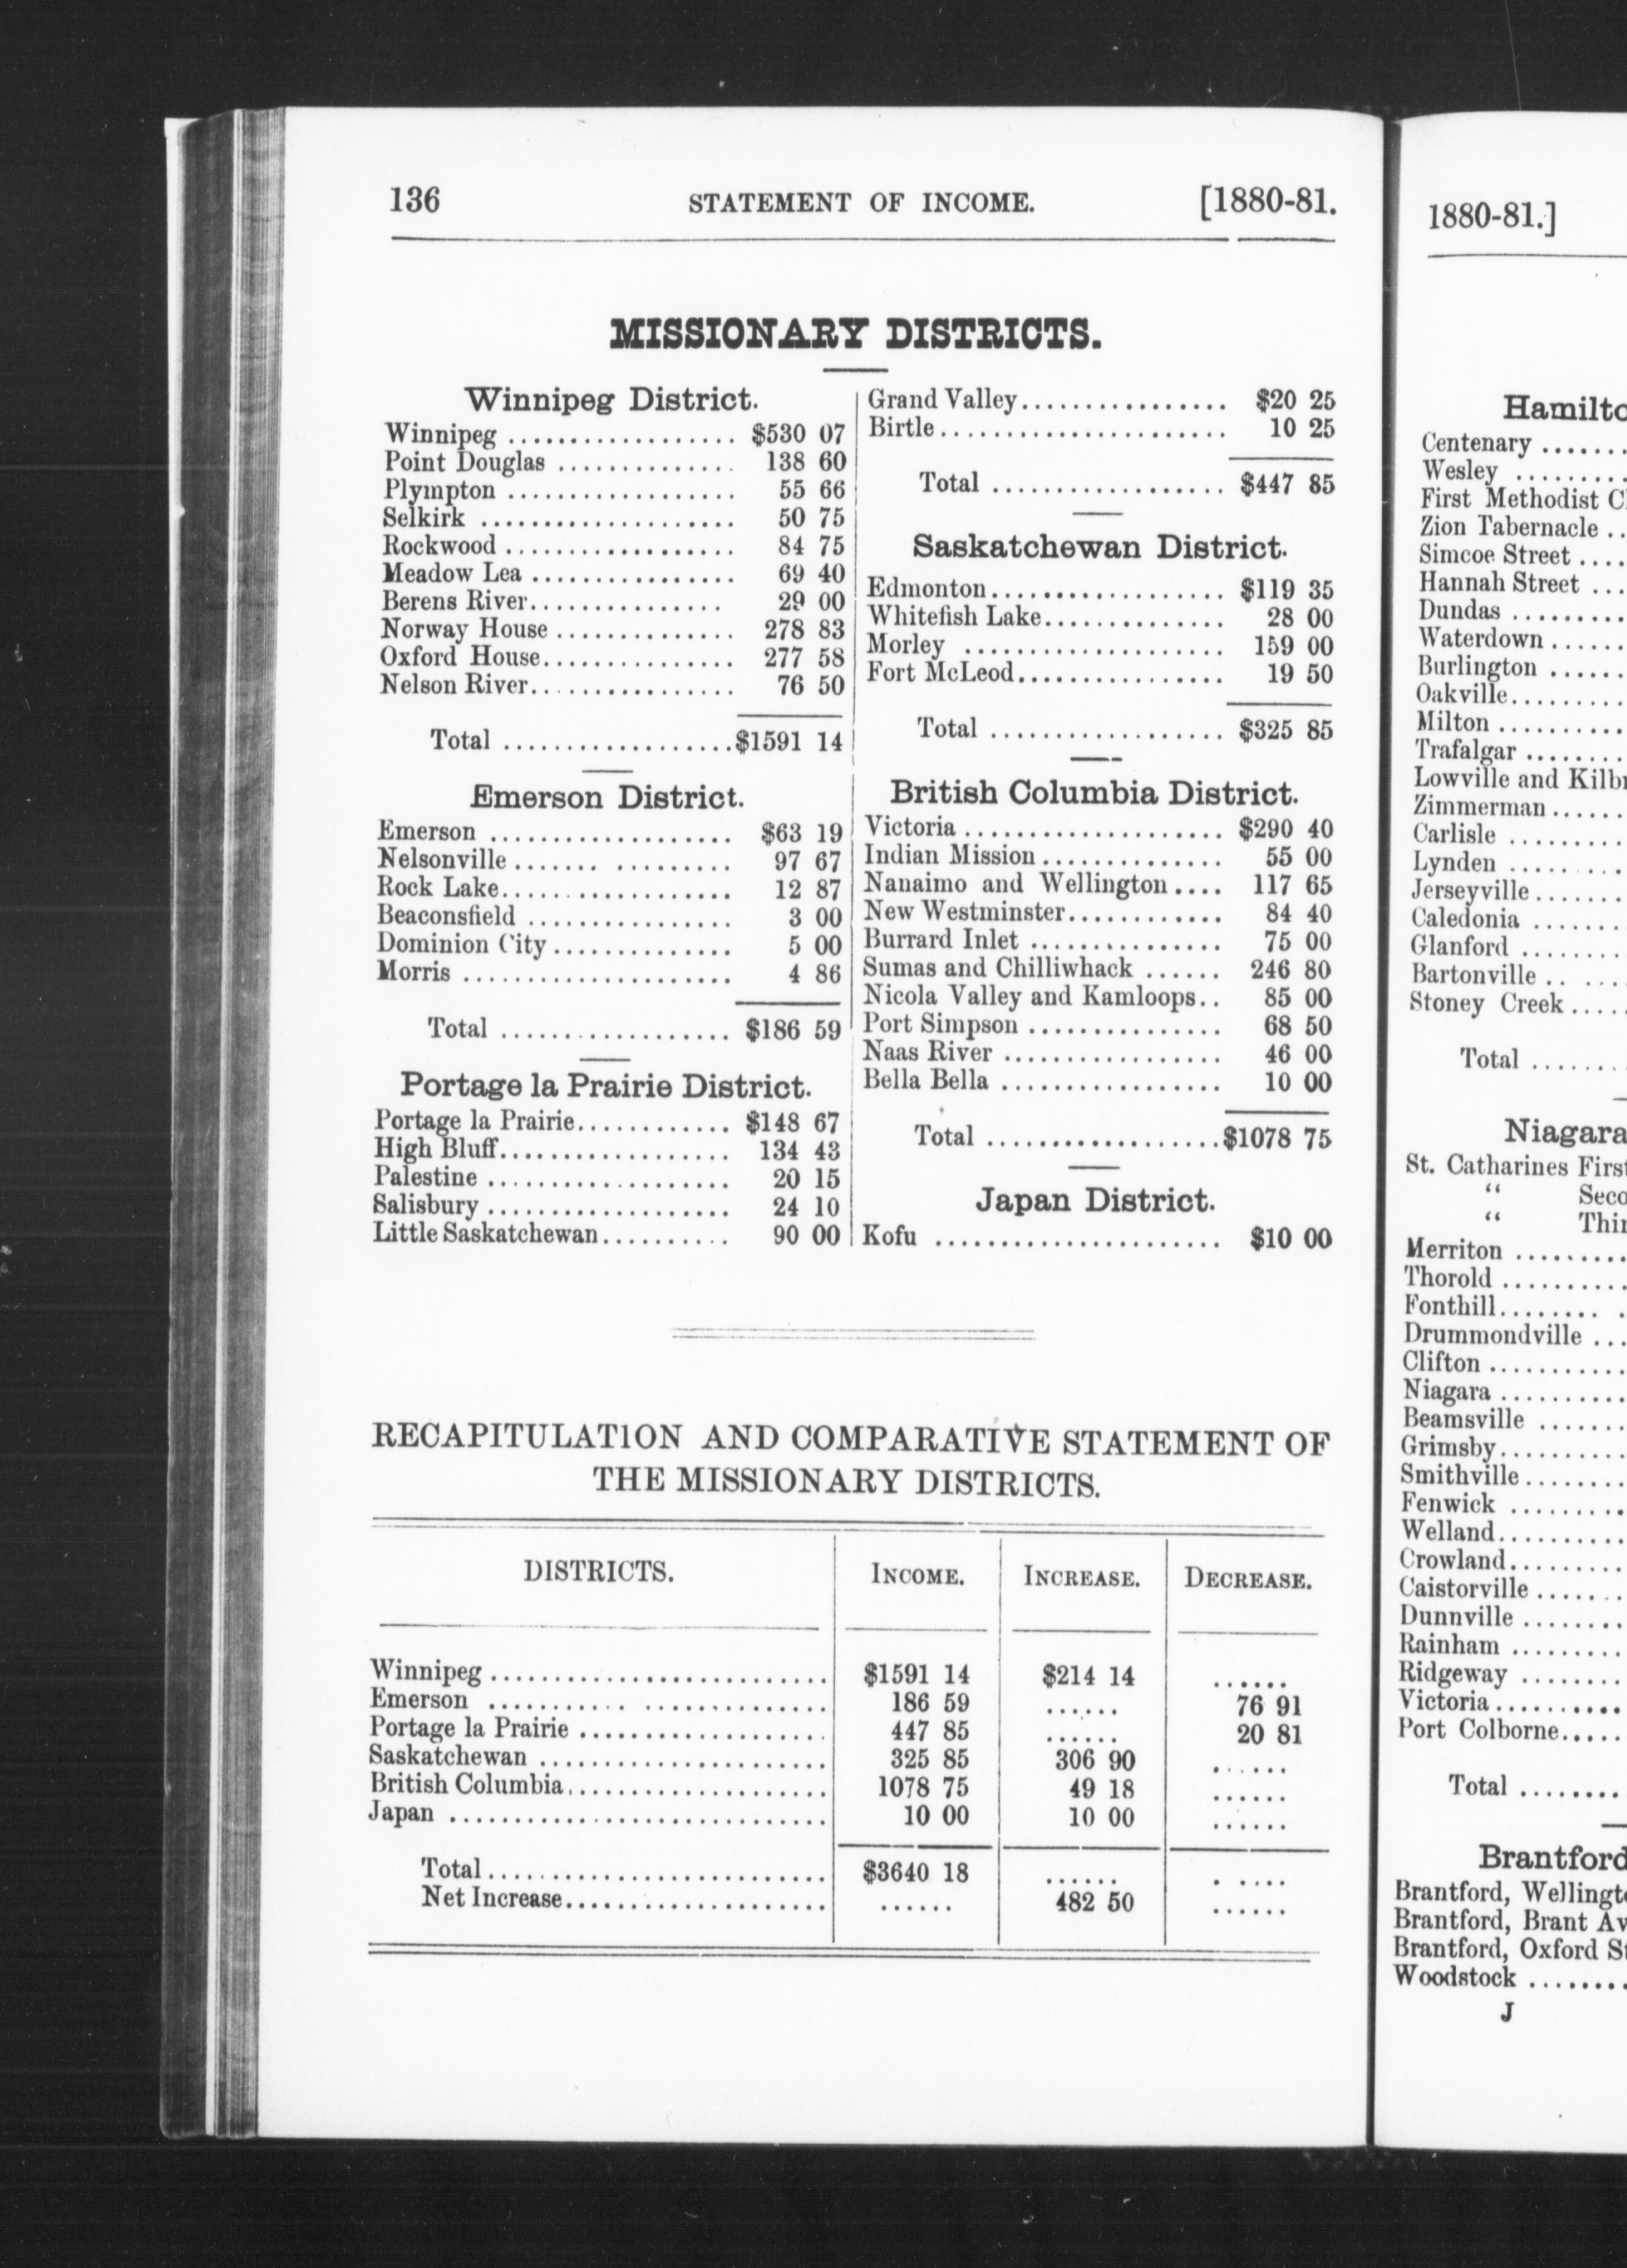 136 STATEMENT OF INCOME. [1880-81.
MISSIONARY DISTRICTS.
Winnipeg District.
Winnipeg .................. $530 07
Point Douglas .............. 138 60
Plympton .................. 55 66
Selkirk .................... 50 75
Rockwood .................. 84 75
Meadow Lea ................ 69 40
Berens River............... 29 00
Norway House .............. 278 83
Oxford House............... 277 58
Nelson River................ 76 50
Total ..................$1591 14
Emerson District.
Emerson ................... $63 19
Nelsonville ....... ......... 97 67
Rock Lake.................. 12 87
Beaconsfield ................ 3 00
Dominion City .............. 5 00
Morris ..................... 4 86
Total .................. $186 59
Portage la Prairie District.
Portage la Prairie............ $148 67
High Bluff.................. 134 43
Palestine ................... 20 15
Salisbury ................... 24 10
Little Saskatchewan.......... 90 00
Grand Valley................ $20 25
Birtle...................... 10 25
Total .................. $447 85
Saskatchewan District.
Edmonton.................. $119 35
Whitefish Lake.............. 28 00
Morley .................... 159 00
Fort McLeod................ 19 50
Total .................. $325 85
British Columbia District.
Victoria .................... $290 40
Indian Mission .............. 55 00
Nanaimo and Wellington .... 117 65
New Westminster............ 84 40
Burrard Inlet ............... 75 00
Sumas and Chilliwhack ...... 246 80
Nicola Valley and Kamloops.. 85 00
Port Simpson ............... 68 50
Naas River ................. 46 00
Bella Bella ................. 10 00
Total ..................$1078 75
Japan District.
Kofu ...................... $10 00
RECAPITULATION AND COMPARATIVE STATEMENT OF
THE MISSIONARY DISTRICTS.
DISTRICTS. INCOME. INCREASE. DECREASE.
Winnipeg ........................... $1591 14 $214 14 ......
Emerson ........... ............... 186 59 ...... 76 91
Portage la Prairie .................... 447 85 ...... 20 81
Saskatchewan ....................... 325 85 306 90 ......
British Columbia..................... 1078 75 49 18 ......
Japan .............................. 10 00 10 00 ......
Total........................... $3640 18 ...... . ....
Net Increase..................... ...... 482 50 ......
1880-81.]
Centenary .......
Wesley .........
First Methodist
Zion Tabernacle ..
Simcoe Street ....
Hannah Street ...
Dundas .........
Waterdown ......
Burlington ......
Oakville.........
Milton ..........
Trafalgar ........
Lowville and
Zimmerman ......
Carlisle .........
Lynden .........
Jerseyville .......
Caledonia .......
Glanford ........
Bartonville .. ....
Stoney Creek .....
Total ........
Niagara
St. Catharines
“
“
Merriton .........
Thorold ..........
Fonthill........ .
Drummondville ...
Clifton ...........
Niagara ..........
Beamsville .......
Grimsby..........
Smithville ........
Fenwick .........
Welland..........
Crowland.........
Caistorville .......
Dunnville ........
Rainham .........
Ridgeway ........
Victoria..........
Port Colborne.....
Total ........
Brantford
Brantford,
Brantford, Brant
Brantford, Oxford
Woodstock ........
J